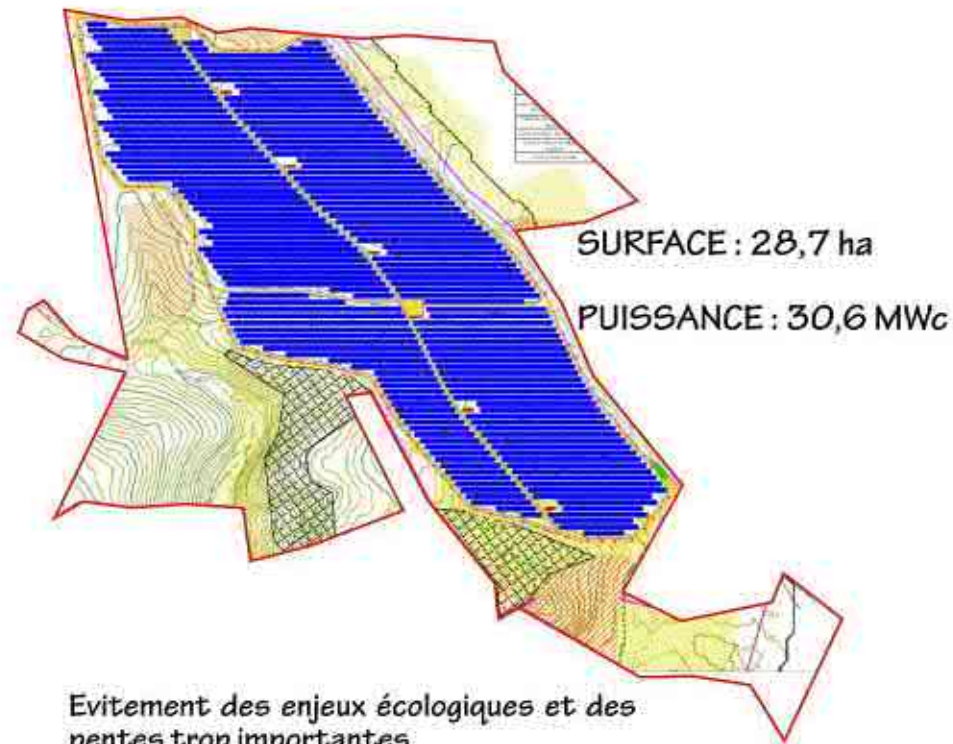 SURFACE : 28,7 ha
PUISSANCE : 30,6 MWc
Evitement des enjeux écologiques et des
pentes trop importantes